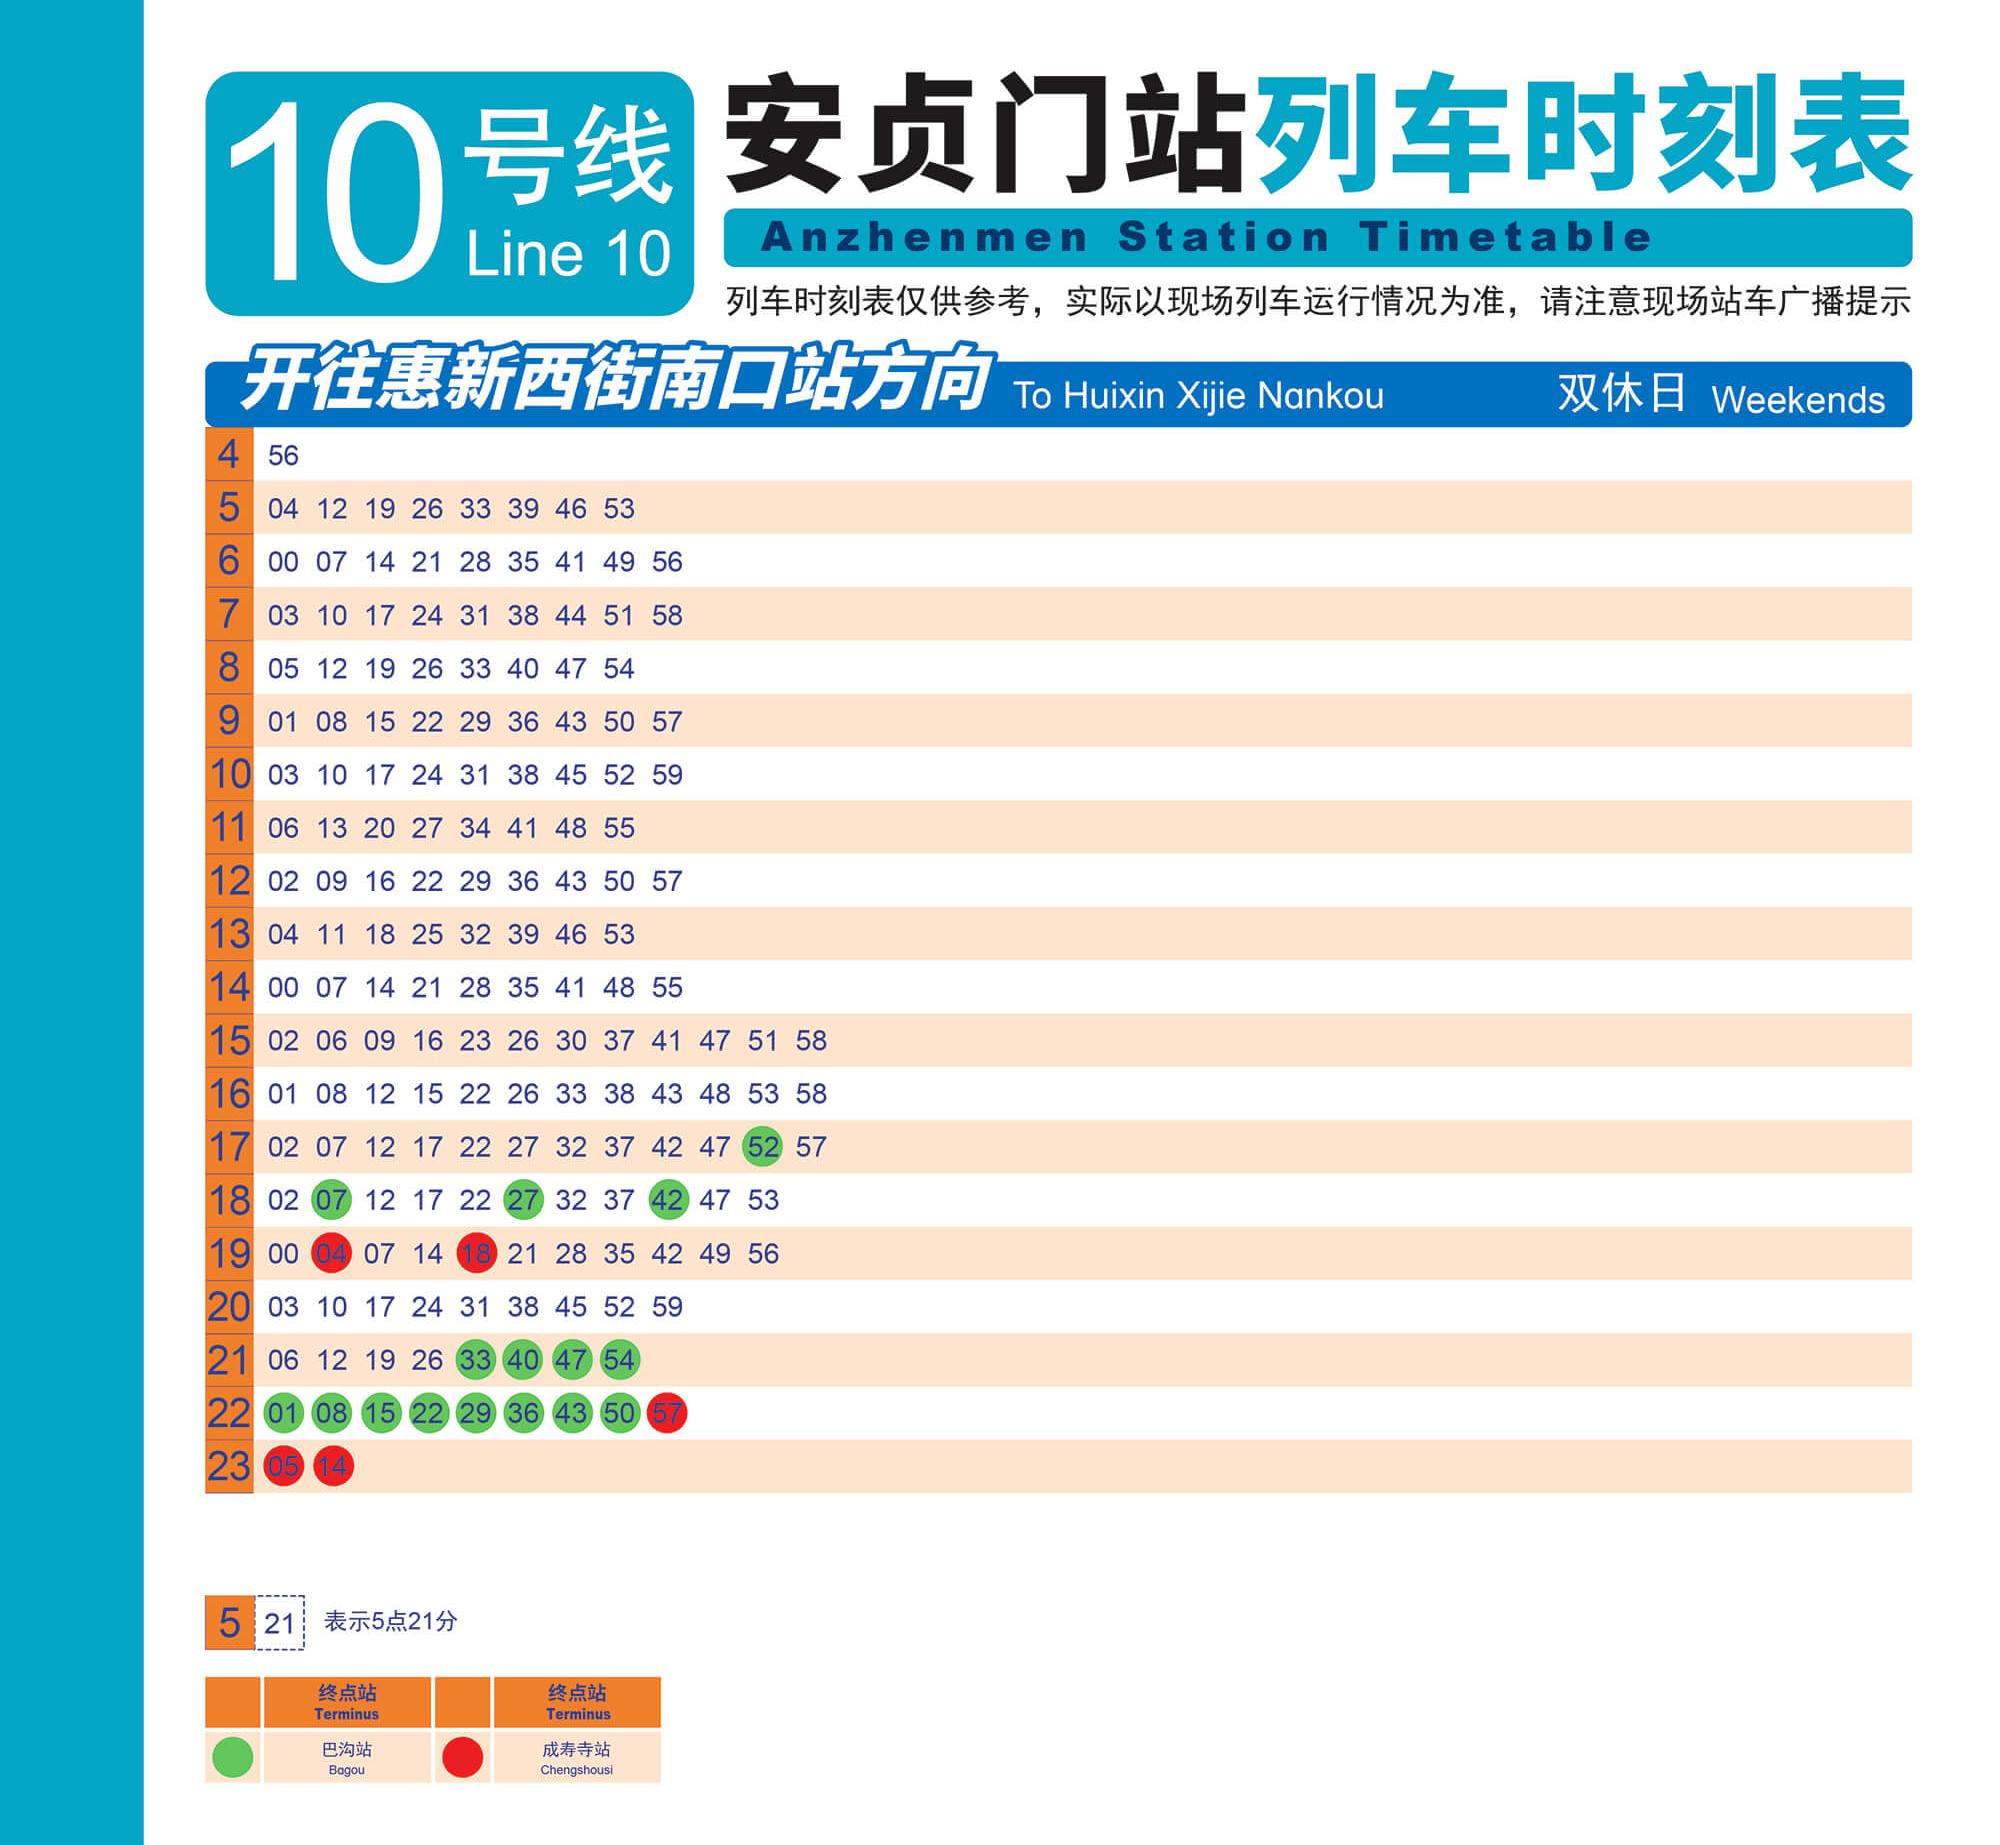 10号线
Line 10
安贞门站列车时刻表
Anzhenmen Station Timetable
列车时刻表仅供参考，实际以现场列车运行情况为准，请注意现场站车广播提示
开往惠新西街南口站方向 To Huixin Xijie Nankou 双休日 Weekends
4 56
5 04 12 19 26 33 39 46 53
6 00 07 14 21 28 35 41 49 56
7 03 10 17 24 31 38 44 51 58
8 05 12 19 26 33 40 47 54
9 01 08 15 22 29 36 43 50 57
10 03 10 17 24 31 38 45 52 59
11 06 13 20 27 34 41 48 55
12 02 09 16 22 29 36 43 50 57
13 04 11 18 25 32 39 46 53
14 00 07 14 21 28 35 41 48 55
15 02 06 09 16 23 26 30 37 41 47 51 58
16 01 08 12 15 22 26 33 38 43 48 53 58
17 02 07 12 17 22 27 32 37 42 47 52 57
18 02 07 12 17 22 27 32 37 42 47 53
19 00 04 07 14 18 21 28 35 42 49 56
20 03 10 17 24 31 38 45 52 59
21 06 12 19 26 33 40 47 54
22 01 08 15 22 29 36 43 50 57
23 05 14
5 21 表示5点21分
终点站 终点站
Terminus Terminus
巴沟站 成寿寺站
Bagou Chengshousi